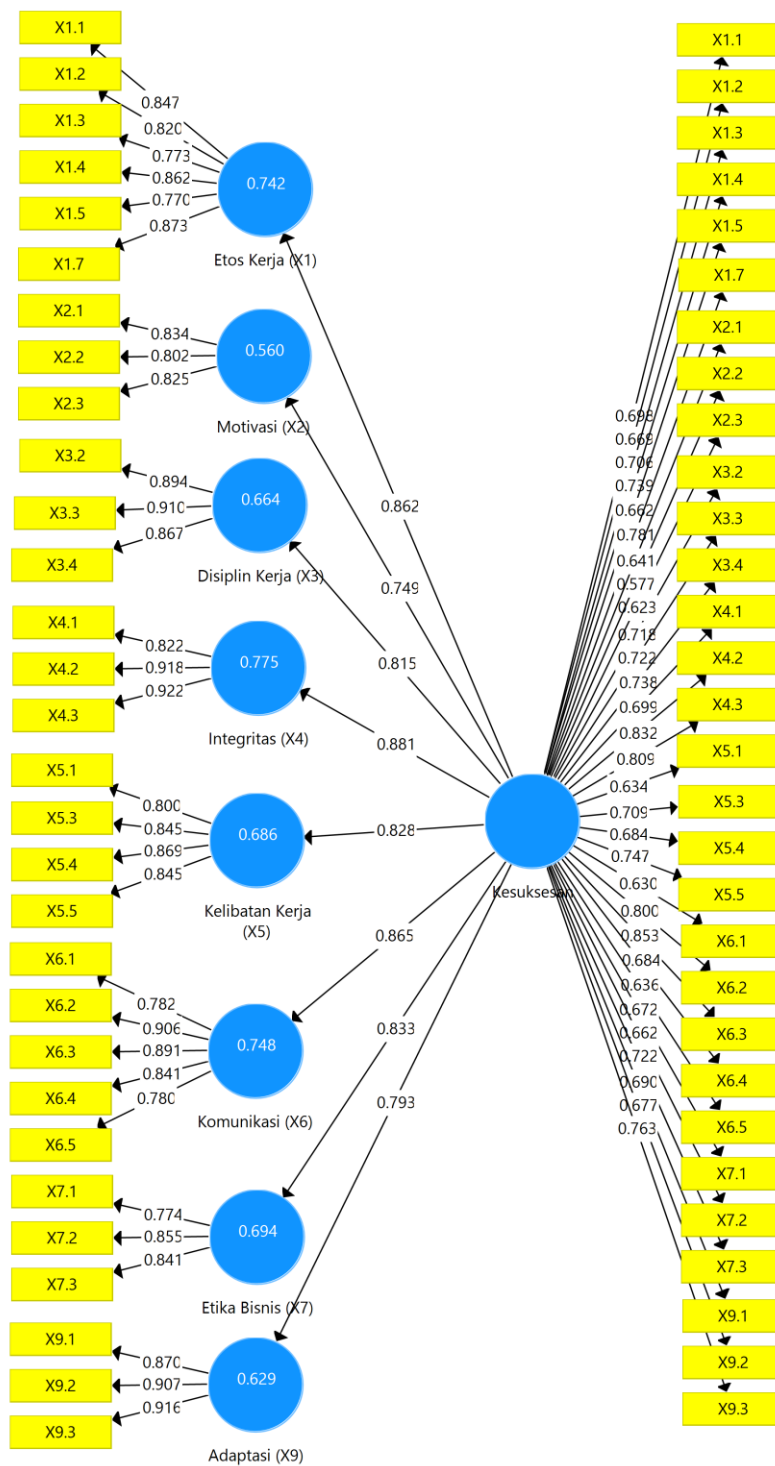 X1.1
X1.2
X1.3
X1.4
X1.5
X1.7
0.847
0.820
0.773
0.862
0.770
0.873
0.742
Etos Kerja (X1)
X2.1
X2.2
X2.3
0.834
0.802
0.825
0.560
Motivasi (X2)
X3.2
X3.3
X3.4
0.894
0.910
0.867
0.664
Disiplin Kerja (X3)
X4.1
X4.2
X4.3
0.822
0.918
0.922
0.775
Integritas (X4)
X5.1
X5.3
X5.4
X5.5
0.800
0.845
0.869
0.845
0.686
Kelibatan Kerja
(X5)
X6.1
X6.2
X6.3
X6.4
X6.5
0.782
0.906
0.891
0.841
0.780
0.748
Komunikasi (X6)
X7.1
X7.2
X7.3
0.774
0.855
0.841
0.694
Etika Bisnis (X7)
X9.1
X9.2
X9.3
0.870
0.907
0.916
0.629
Adaptasi (X9)
0.862
0.749
0.815
0.881
0.828
0.865
0.833
0.793
Kesuksesan
0.698
0.669
0.706
0.739
0.662
0.781
0.641
0.577
0.623
0.718
0.722
0.738
0.699
0.832
0.809
0.634
0.709
0.684
0.747
0.630
0.800
0.853
0.684
0.636
0.672
0.662
0.722
0.690
0.677
0.763
X1.1
X1.2
X1.3
X1.4
X1.5
X1.7
X2.1
X2.2
X2.3
X3.2
X3.3
X3.4
X4.1
X4.2
X4.3
X5.1
X5.3
X5.4
X5.5
X6.1
X6.2
X6.3
X6.4
X6.5
X7.1
X7.2
X7.3
X9.1
X9.2
X9.3